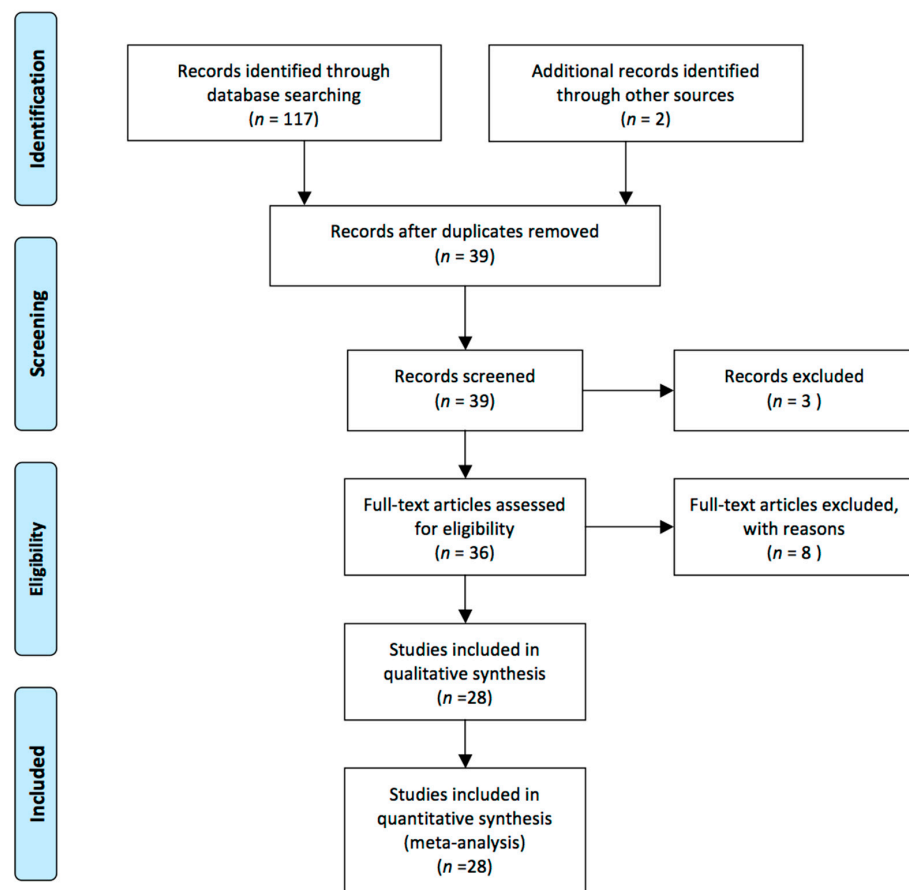 Identification
Records identified through
database searching
(n = 117)
Additional records identified
through other sources
(n = 2)
Records after duplicates removed
(n = 39)
Screening
Records screened
(n = 39)
Records excluded
(n = 3 )
Eligibility
Full-text articles assessed
for eligibility
(n = 36)
Full-text articles excluded,
with reasons
(n = 8 )
Studies included in
qualitative synthesis
(n =28)
Included
Studies included in
quantitative synthesis
(meta-analysis)
(n =28)